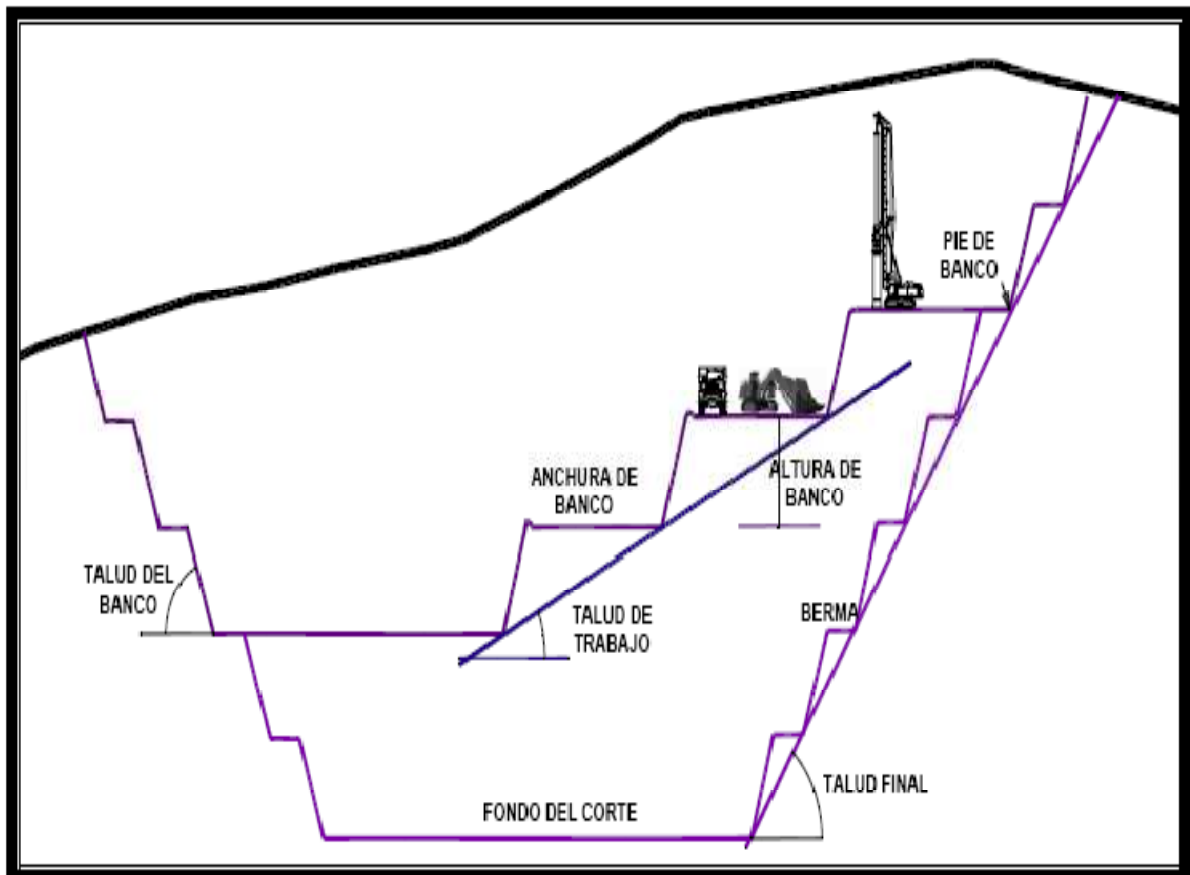 PIE DE
BANCO
ANCHURA DE
BANCO
ALTURA DE
BANCO
TALUD DEL
BANCO
TALUD DE
TRABAJO
BERMA
TALUD FINAL
FONDO DEL CORTE